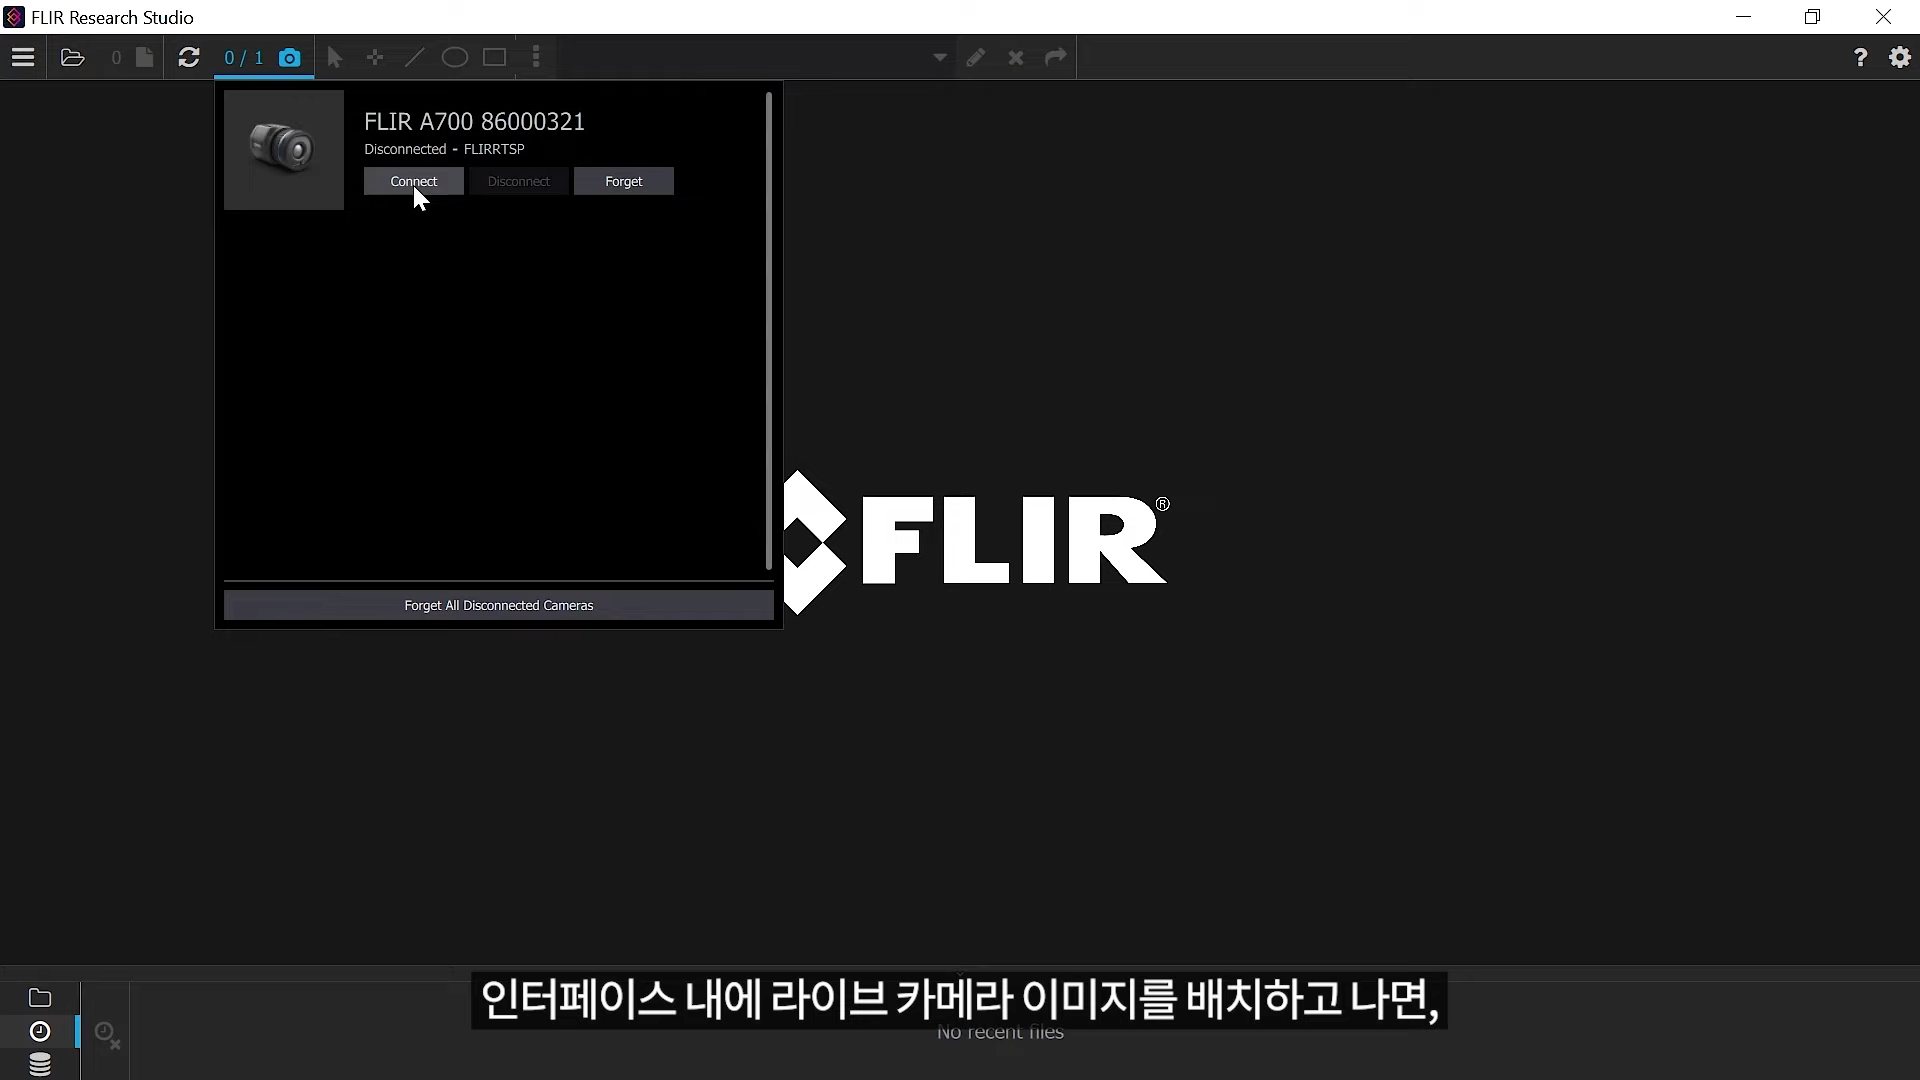 FLIR Research Studio
0
0 / 1
?
FLIR A700 86000321
Disconnected - FLIRRTSP
Connect
Disconnect
Forget
FLIR®
Forget All Disconnected Cameras
인터페이스 내에 라이브 카메라 이미지를 배치하고 나면,
No recent files